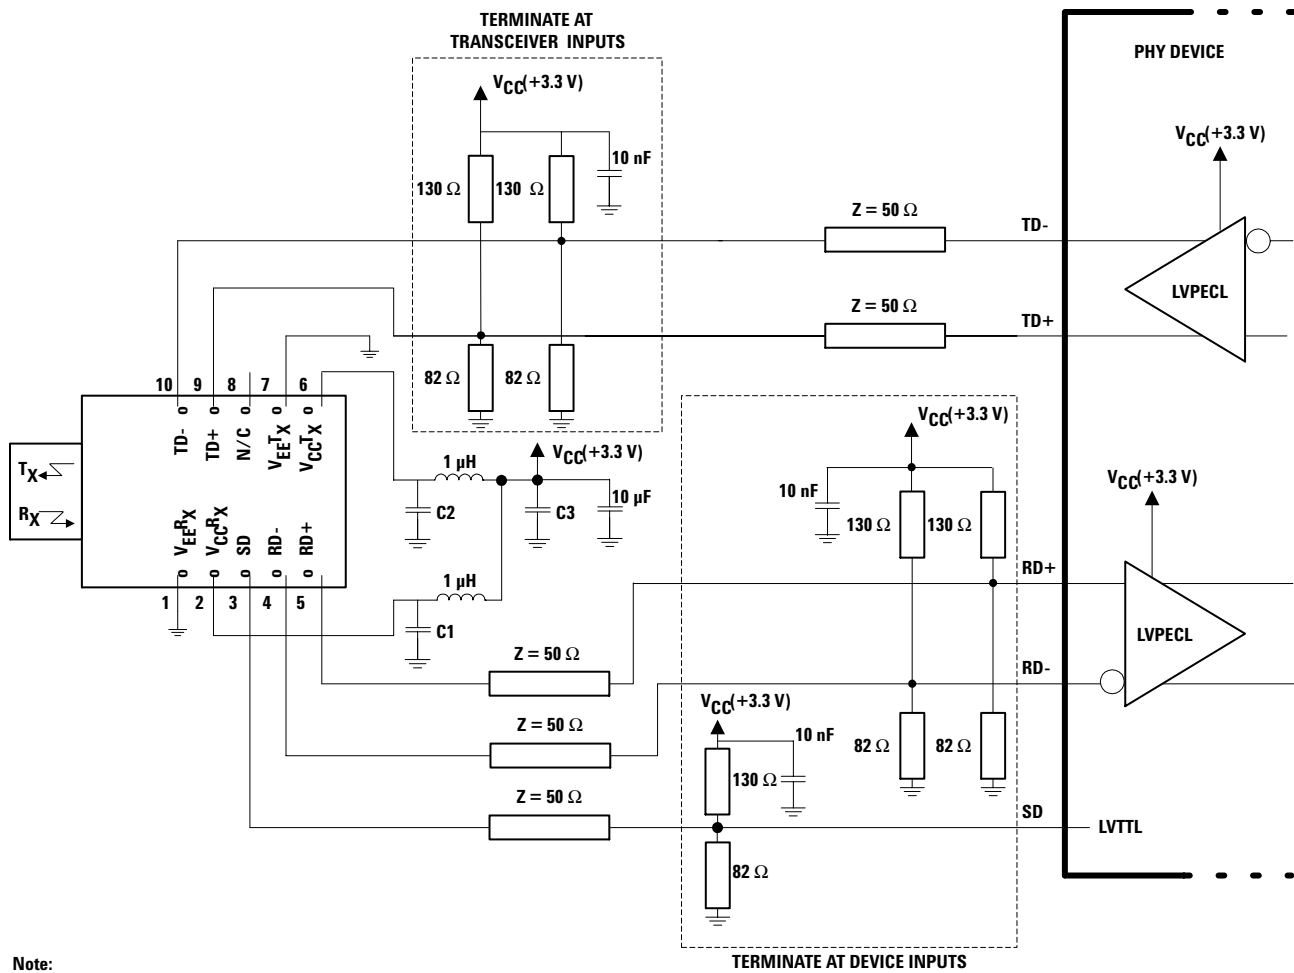 TERMINATE AT
TRANSCEIVER INPUTS
VCC(+3.3 V)
10 nF
130 Ω
130 Ω
82 Ω
82 Ω
PHY DEVICE
VCC(+3.3 V)
Z = 50 Ω
TD-
LVPECL
Z = 50 Ω
TD+
10
9
8
7
6
TD-
TD+
N/C
VEETX
VCCTX
TX
RX
VEERX
VCCRX
SD
RD-
RD+
1
2
3
4
5
1 µH
C2
VCC(+3.3 V)
C3
10 µF
1 µH
C1
VCC(+3.3 V)
10 nF
130 Ω
130 Ω
VCC(+3.3 V)
RD+
LVPECL
RD-
Z = 50 Ω
Z = 50 Ω
Z = 50 Ω
VCC(+3.3 V)
10 nF
130 Ω
82 Ω
82 Ω
82 Ω
SD
LVTTL
TERMINATE AT DEVICE INPUTS
Note: